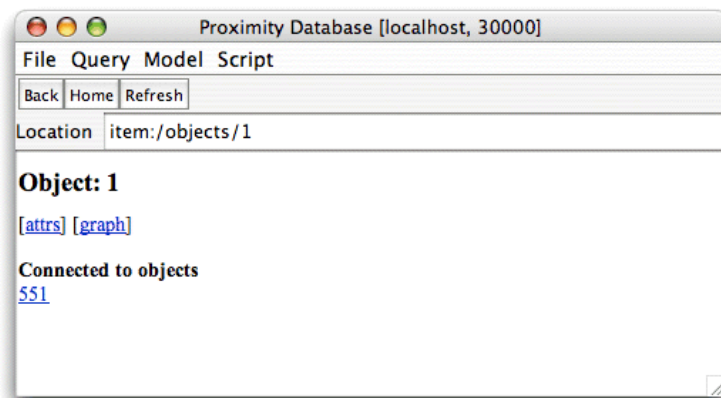 Proximity Database [localhost, 30000]
File Query Model Script
Back Home Refresh
Location item:/objects/1
Object: 1
[attrs] [graph]
Connected to objects
551